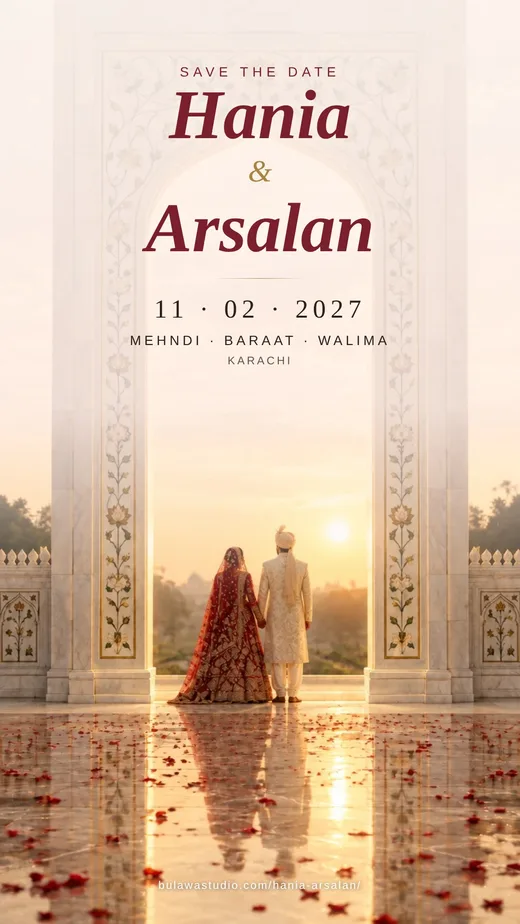 SAVE THE DATE
Hania
&
Arsalan
11 · 02 · 2027
MEHNDI · BARAAT · WALIMA
KARACHI
bulawastudio.com/hania-arsalan/